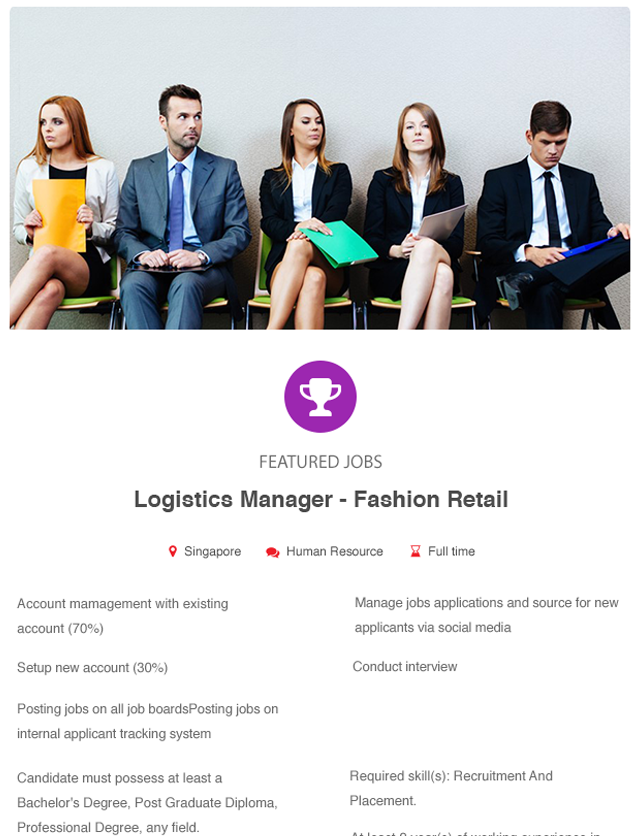 FEATURED JOBS
Logistics Manager - Fashion Retail
Singapore Human Resource Full time
Account mamagement with existing
account (70%)
Setup new account (30%)
Posting jobs on all job boardsPosting jobs on
internal applicant tracking system
Candidate must possess at least a
Bachelor's Degree, Post Graduate Diploma,
Professional Degree, any field.
Manage jobs applications and source for new
applicants via social media
Conduct interview
Required skill(s): Recruitment And
Placement.